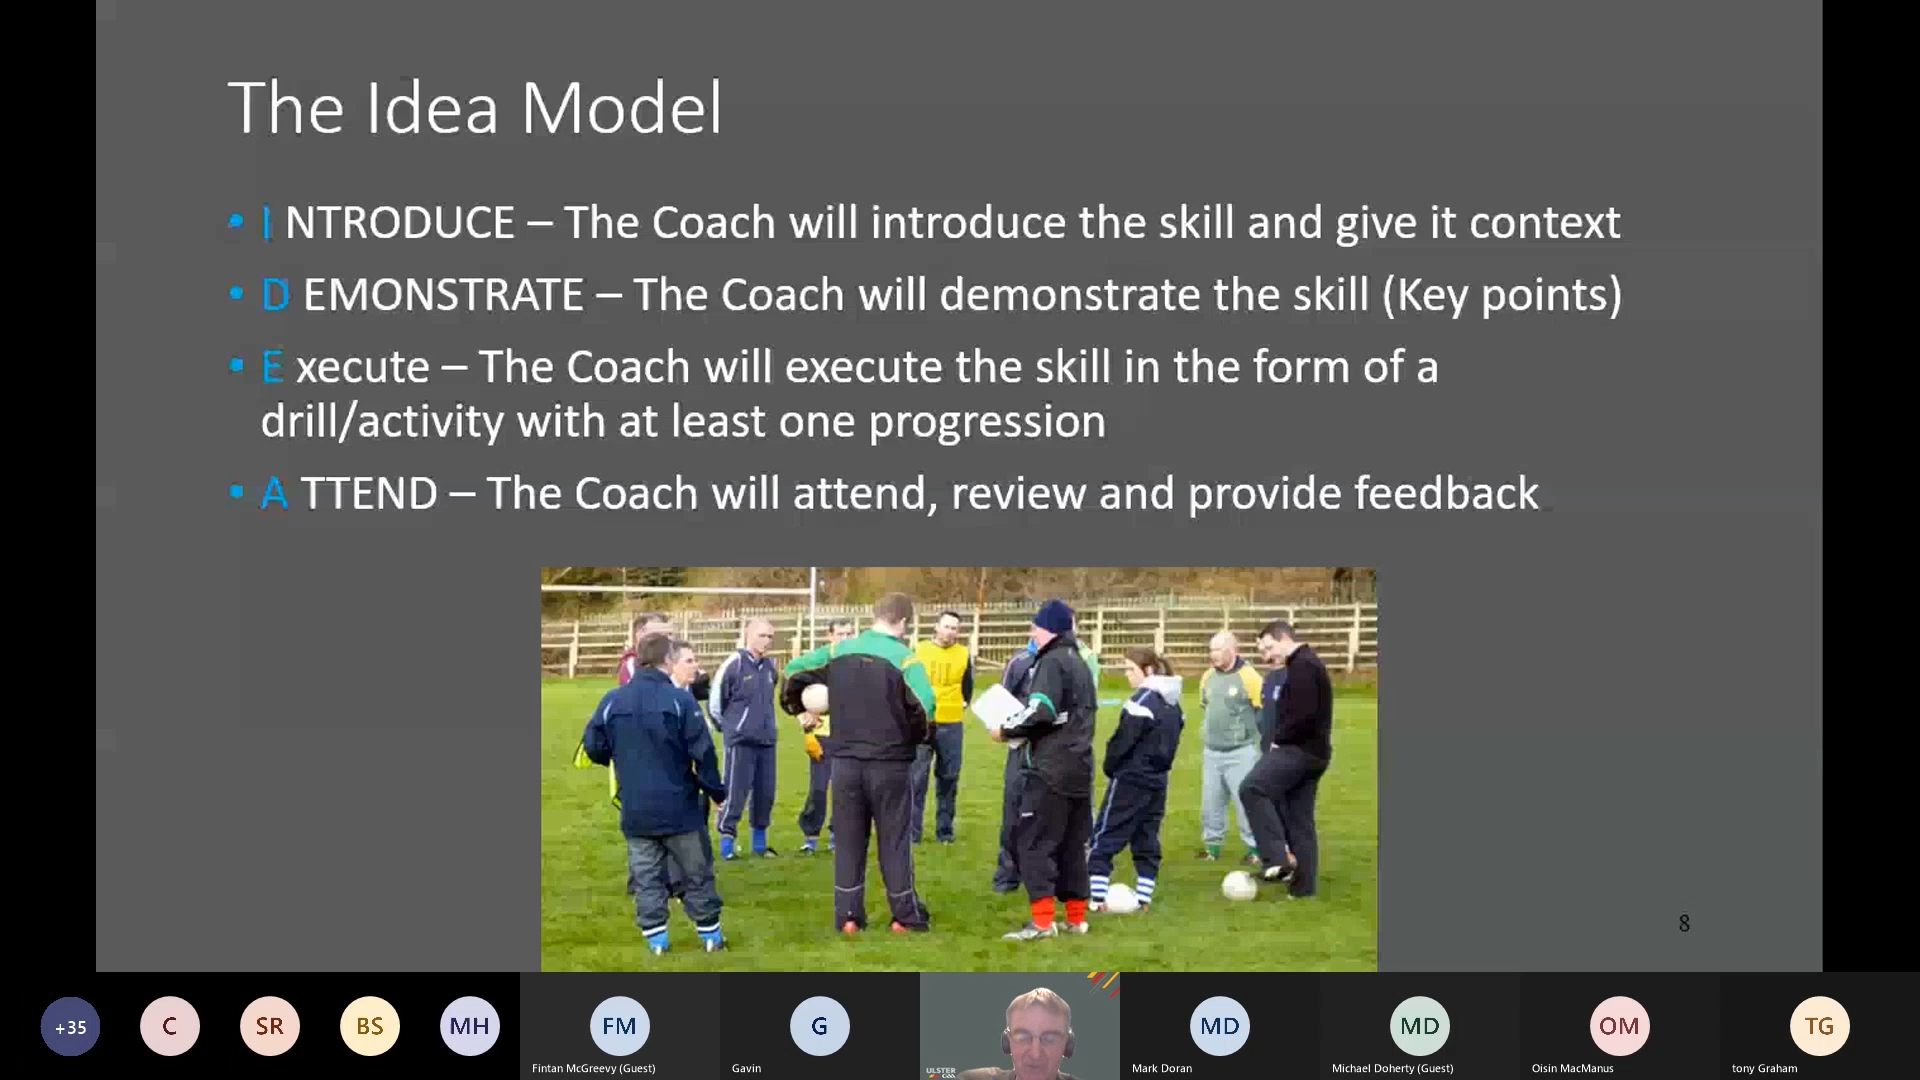 The Idea Model
• I NTRODUCE – The Coach will introduce the skill and give it context
• D EMONSTRATE – The Coach will demonstrate the skill (Key points)
• E xecute – The Coach will execute the skill in the form of a
drill/activity with at least one progression
• A TTEND – The Coach will attend, review and provide feedback
8
+35
C
SR
BS
MH
FM
G
MD
MD
OM
TG
Fintan McGreevy (Guest)
Gavin
ULSTER
GAA
Mark Doran
Michael Doherty (Guest)
Oisin MacManus
tony Graham